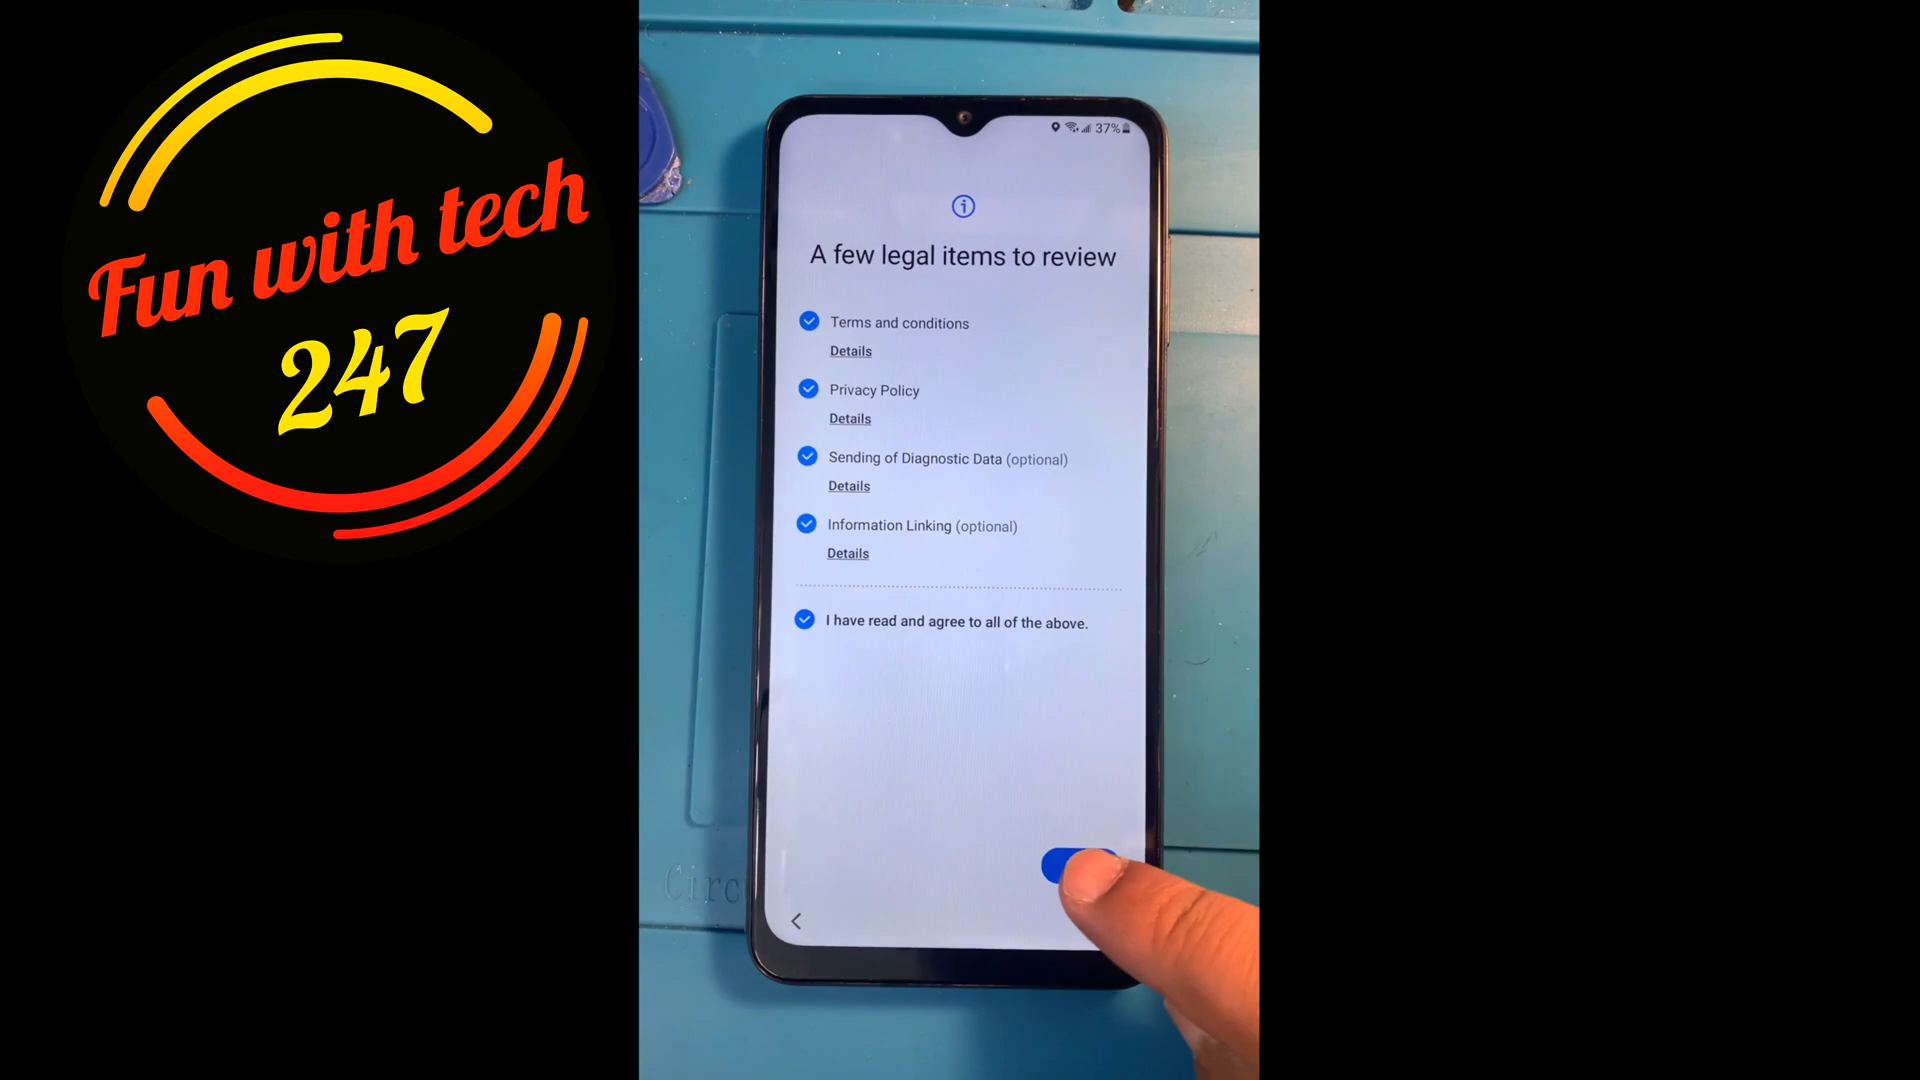 Fun with tech
247
37%
A few legal items to review
Terms and conditions
Details
Privacy Policy
Details
Sending of Diagnostic Data (optional)
Details
Information Linking (optional)
Details
I have read and agree to all of the above.
Circ